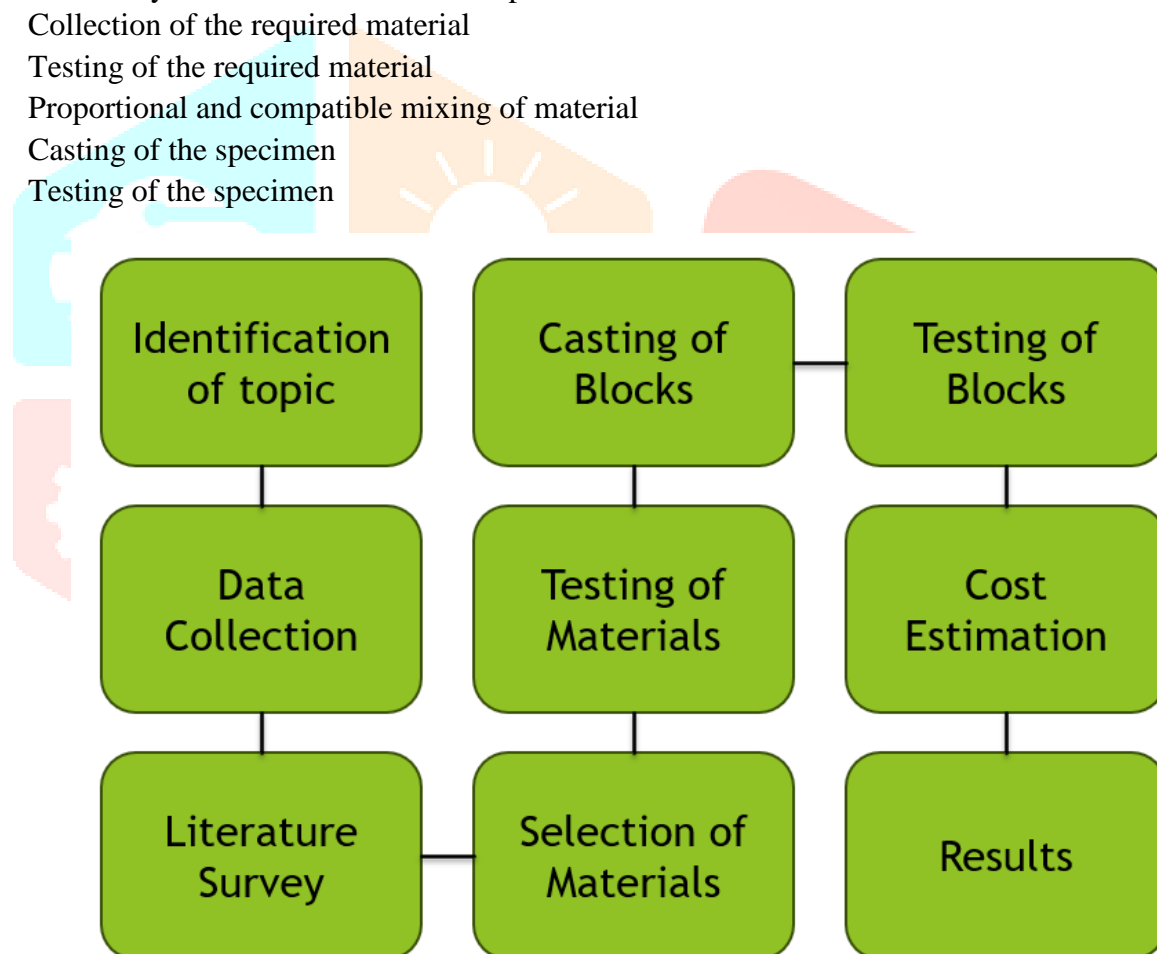 Collection of the required material
Testing of the required material
Proportional and compatible mixing of material
Casting of the specimen
Testing of the specimen
Identification
of topic
Data
Collection
Literature
Survey
Selection of
Materials
Testing of
Materials
Casting of
Blocks
Testing of
Blocks
Cost
Estimation
Results